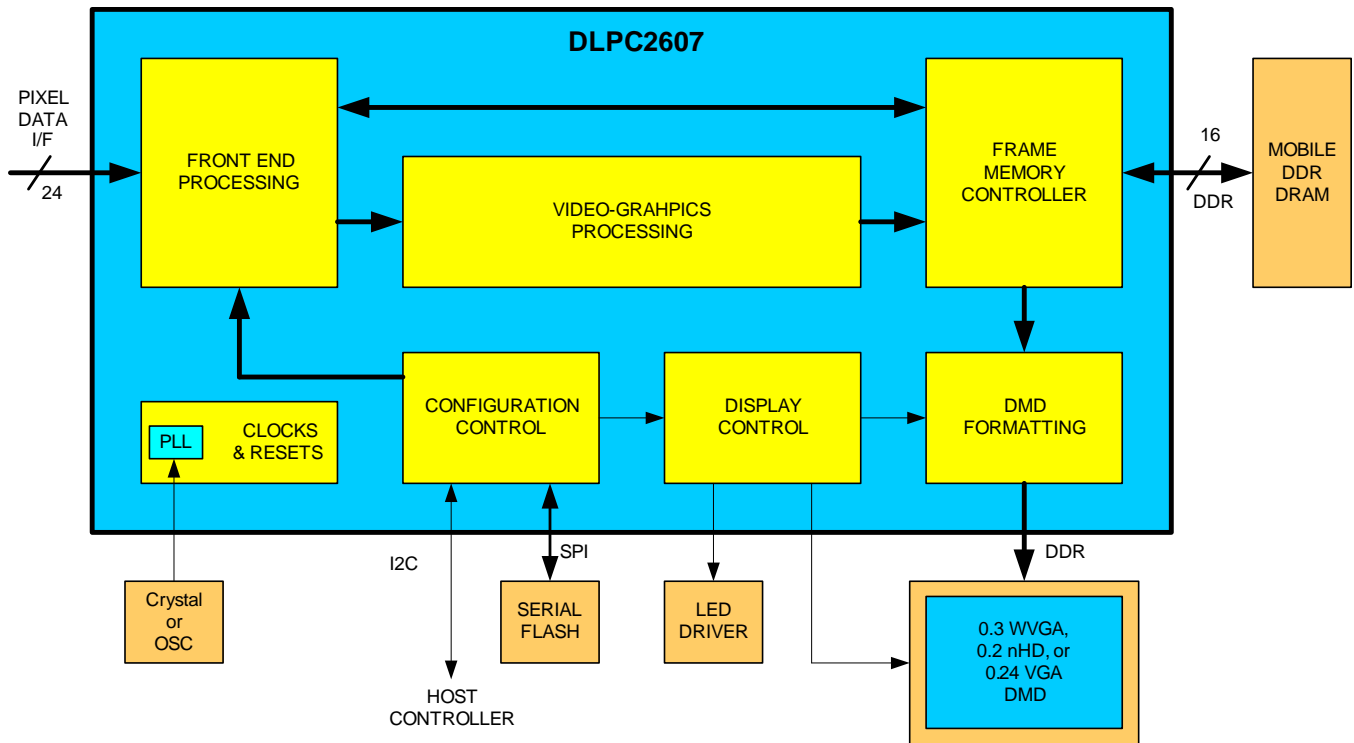 DLPC2607
PIXEL
DATA
I/F
24
FRONT END
PROCESSING
VIDEO-GRAHPICS
PROCESSING
FRAME
MEMORY
CONTROLLER
16
DDR
MOBILE
DDR
DRAM
PLL
CLOCKS
& RESETS
CONFIGURATION
CONTROL
DISPLAY
CONTROL
DMD
FORMATTING
I2C
SPI
DDR
Crystal
or
OSC
SERIAL
FLASH
LED
DRIVER
0.3 WVGA,
0.2 nHD, or
0.24 VGA
DMD
HOST
CONTROLLER